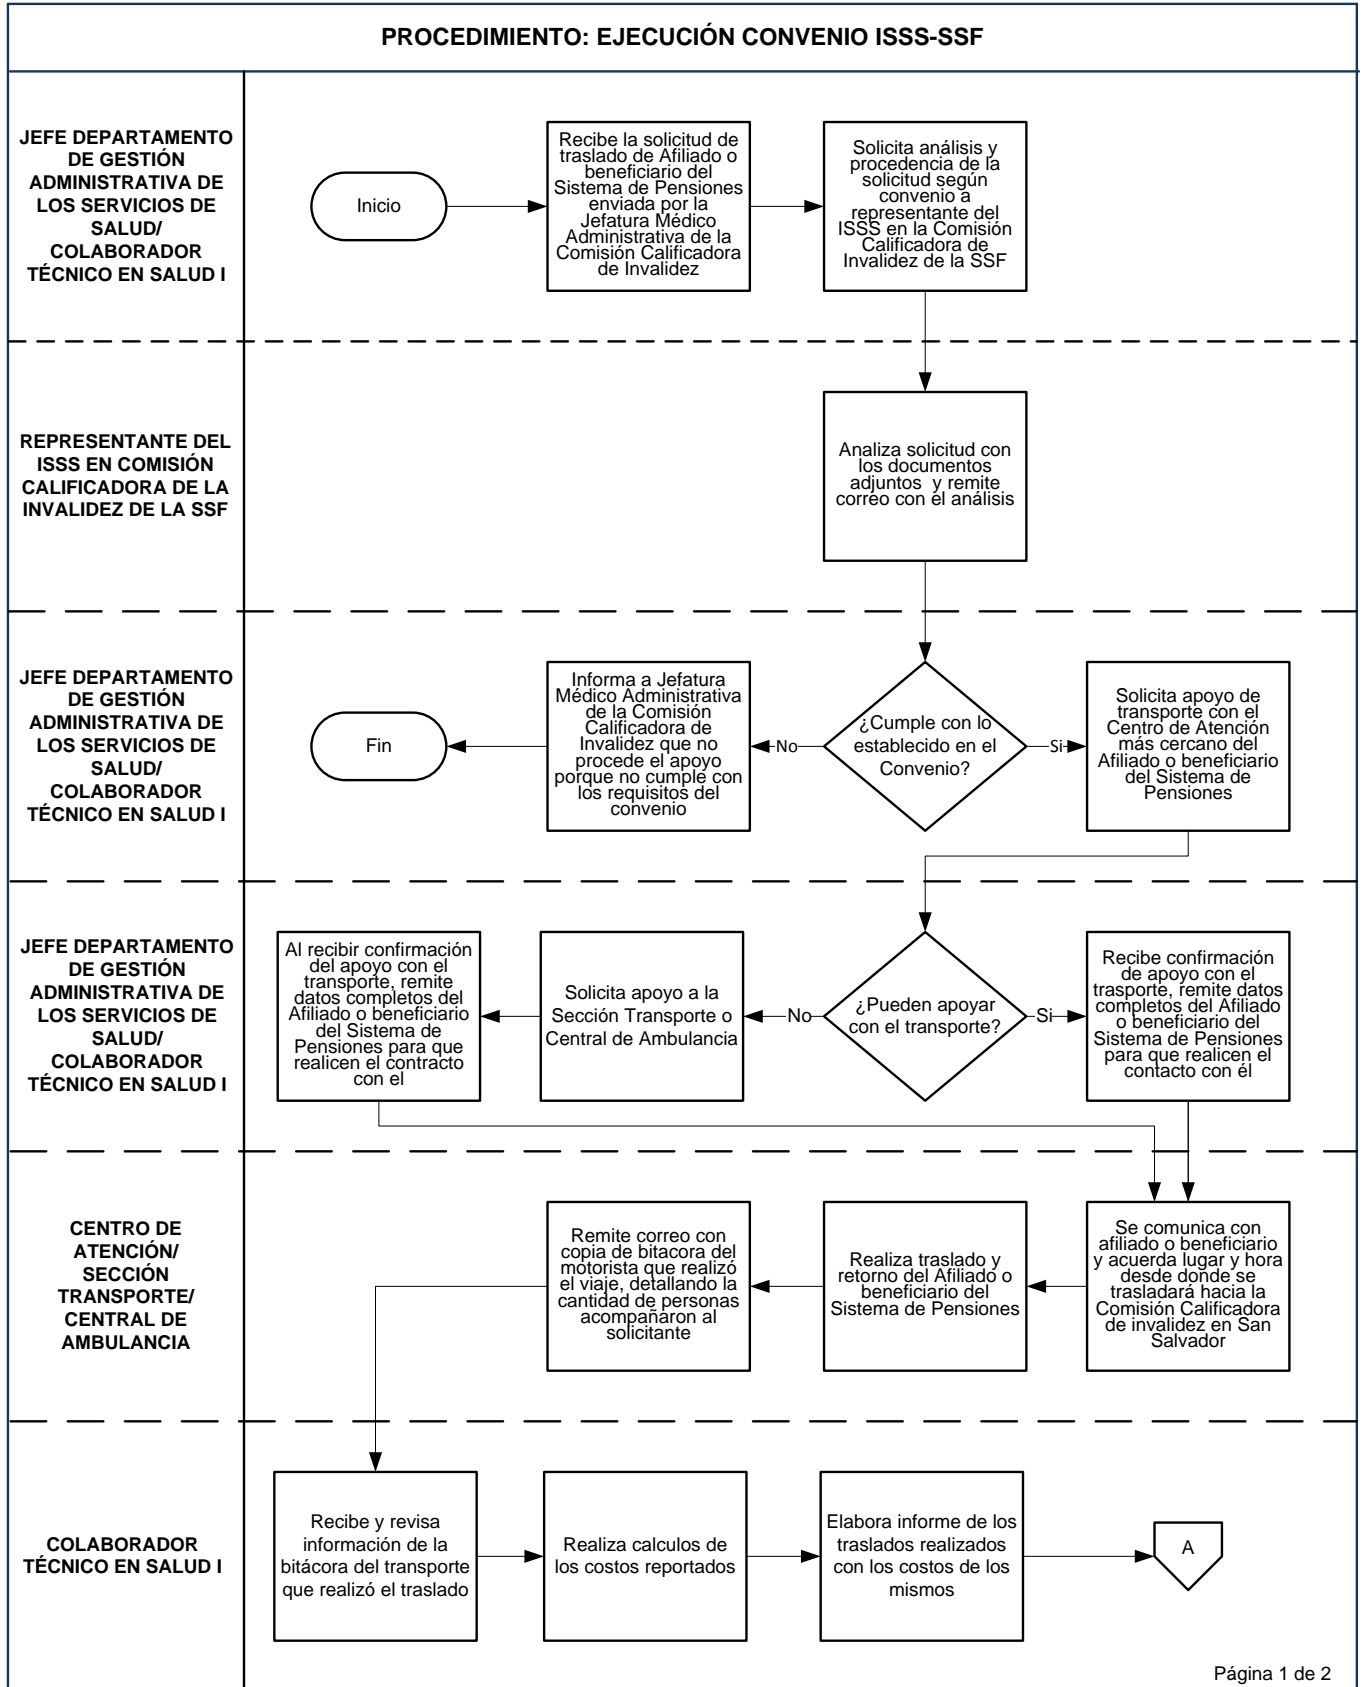 PROCEDIMIENTO: EJECUCIÓN CONVENIO ISSS-SSF
JEFE DEPARTAMENTO
DE GESTIÓN
ADMINISTRATIVA DE
LOS SERVICIOS DE
SALUD/
COLABORADOR
TÉCNICO EN SALUD I
Inicio
Recibe la solicitud de
traslado de Afiliado o
beneficiario del
Sistema de Pensiones
enviada por la
Jefatura Médico
Administrativa de la
Comisión Calificadora
de Invalidez
Solicita análisis y
procedencia de la
solicitud según
convenio a
representante del
ISSS en la Comisión
Calificadora de
Invalidez de la SSF
REPRESENTANTE DEL
ISSS EN COMISIÓN
CALIFICADORA DE LA
INVALIDEZ DE LA SSF
Analiza solicitud con
los documentos
adjuntos y remite
correo con el análisis
JEFE DEPARTAMENTO
DE GESTIÓN
ADMINISTRATIVA DE
LOS SERVICIOS DE
SALUD/
COLABORADOR
TÉCNICO EN SALUD I
Fin
Informa a Jefatura
Médico Administrativa
de la Comisión
Calificadora de
Invalidez que no
procede el apoyo
porque no cumple con
los requisitos del
convenio
No
¿Cumple con lo
establecido en el
Convenio?
Si
Solicita apoyo de
transporte con el
Centro de Atención
más cercano del
Afiliado o beneficiario
del Sistema de
Pensiones
JEFE DEPARTAMENTO
DE GESTIÓN
ADMINISTRATIVA DE
LOS SERVICIOS DE
SALUD/
COLABORADOR
TÉCNICO EN SALUD I
Al recibir confirmación
del apoyo con el
transporte, remite
datos completos del
Afiliado o beneficiario
del Sistema de
Pensiones para que
realicen el contracto
con el
Solicita apoyo a la
Sección Transporte o
Central de Ambulancia
No
¿Pueden apoyar
con el transporte?
Si
Recibe confirmación
de apoyo con el
trasporte, remite datos
completos del Afiliado
o beneficiario del
Sistema de Pensiones
para que realicen el
contacto con él
CENTRO DE
ATENCIÓN/
SECCIÓN
TRANSPORTE/
CENTRAL DE
AMBULANCIA
Remite correo con
copia de bitacora del
motorista que realizó
el viaje, detallando la
cantidad de personas
acompañaron al
solicitante
Realiza traslado y
retorno del Afiliado o
beneficiario del
Sistema de Pensiones
Se comunica con
afiliado o beneficiario
y acuerda lugar y hora
desde donde se
trasladará hacia la
Comisión Calificadora
de invalidez en San
Salvador
COLABORADOR
TÉCNICO EN SALUD I
Recibe y revisa
información de la
bitácora del transporte
que realizó el traslado
Realiza calculos de
los costos reportados
Elabora informe de los
traslados realizados
con los costos de los
mismos
A
Página 1 de 2